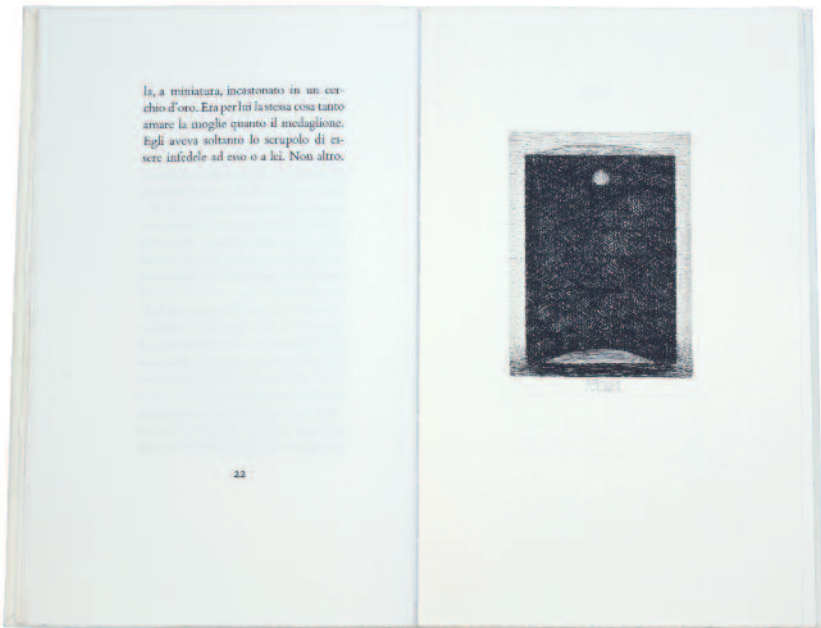 la, a miniatura, incastonato in un cer-
chio d'oro. Era per lui la stessa cosa tanto
amare la moglie quanto il medaglione.
Egli aveva soltanto lo scrupolo di es-
sere infedele ad esso o a lei. Non altro.
22